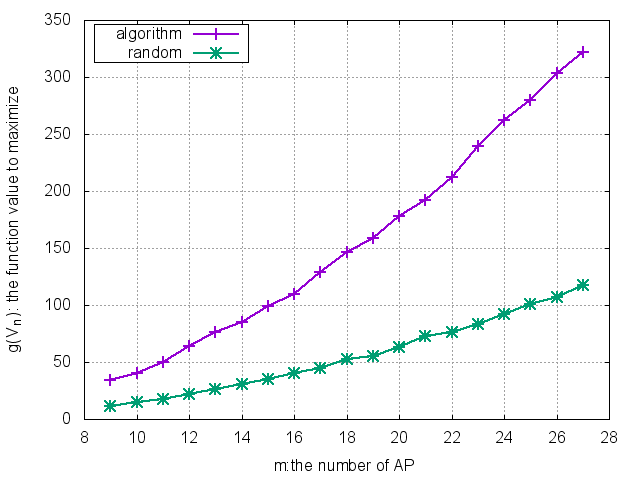 350
300
250
200
150
100
50
0
g(Vn): the function value to maximize
algorithm
random
8 10 12 14 16 18 20 22 24 26 28
m:the number of AP